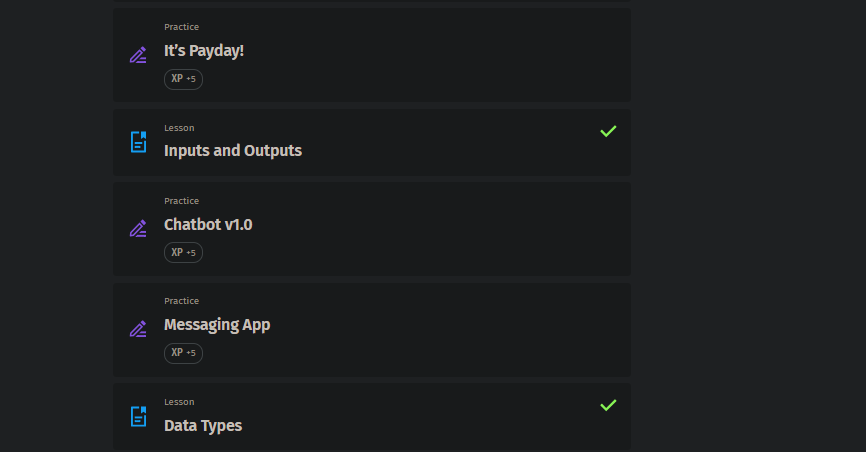 Practice
It's Payday!
XP +5
Lesson
Inputs and Outputs
Practice
Chatbot v1.0
XP +5
Practice
Messaging App
XP +5
Lesson
Data Types